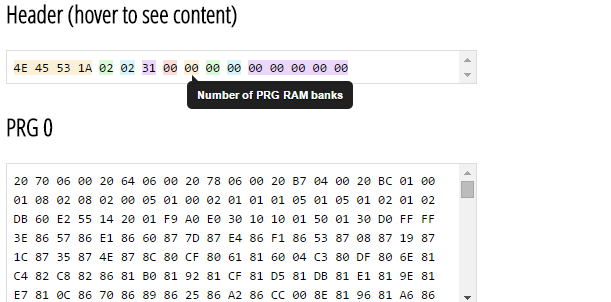 Header (hover to see content)
4E 45 53 1A 02 02 31 00 00 00 00 00 00 00 00 00
Number of PRG RAM banks
PRG 0
20 70 06 00 20 64 06 00 20 78 06 00 20 B7 04 00 20 BC 01 00
01 08 02 08 02 00 05 01 00 02 01 01 01 05 01 05 01 02 01 02
DB 60 E2 55 14 20 01 F9 A0 E0 30 10 10 01 50 01 30 D0 FF FF
3E 86 57 86 E1 86 60 87 7D 87 E4 86 F1 86 53 87 08 87 19 87
1C 87 35 87 4E 87 8C 80 CF 80 61 81 60 04 C3 80 DF 80 6E 81
C4 82 C8 82 86 81 B0 81 92 81 CF 81 D5 81 DB 81 E1 81 9E 81
E7 81 0C 86 70 86 89 86 25 86 A2 86 CC 00 8E 81 96 81 A6 86